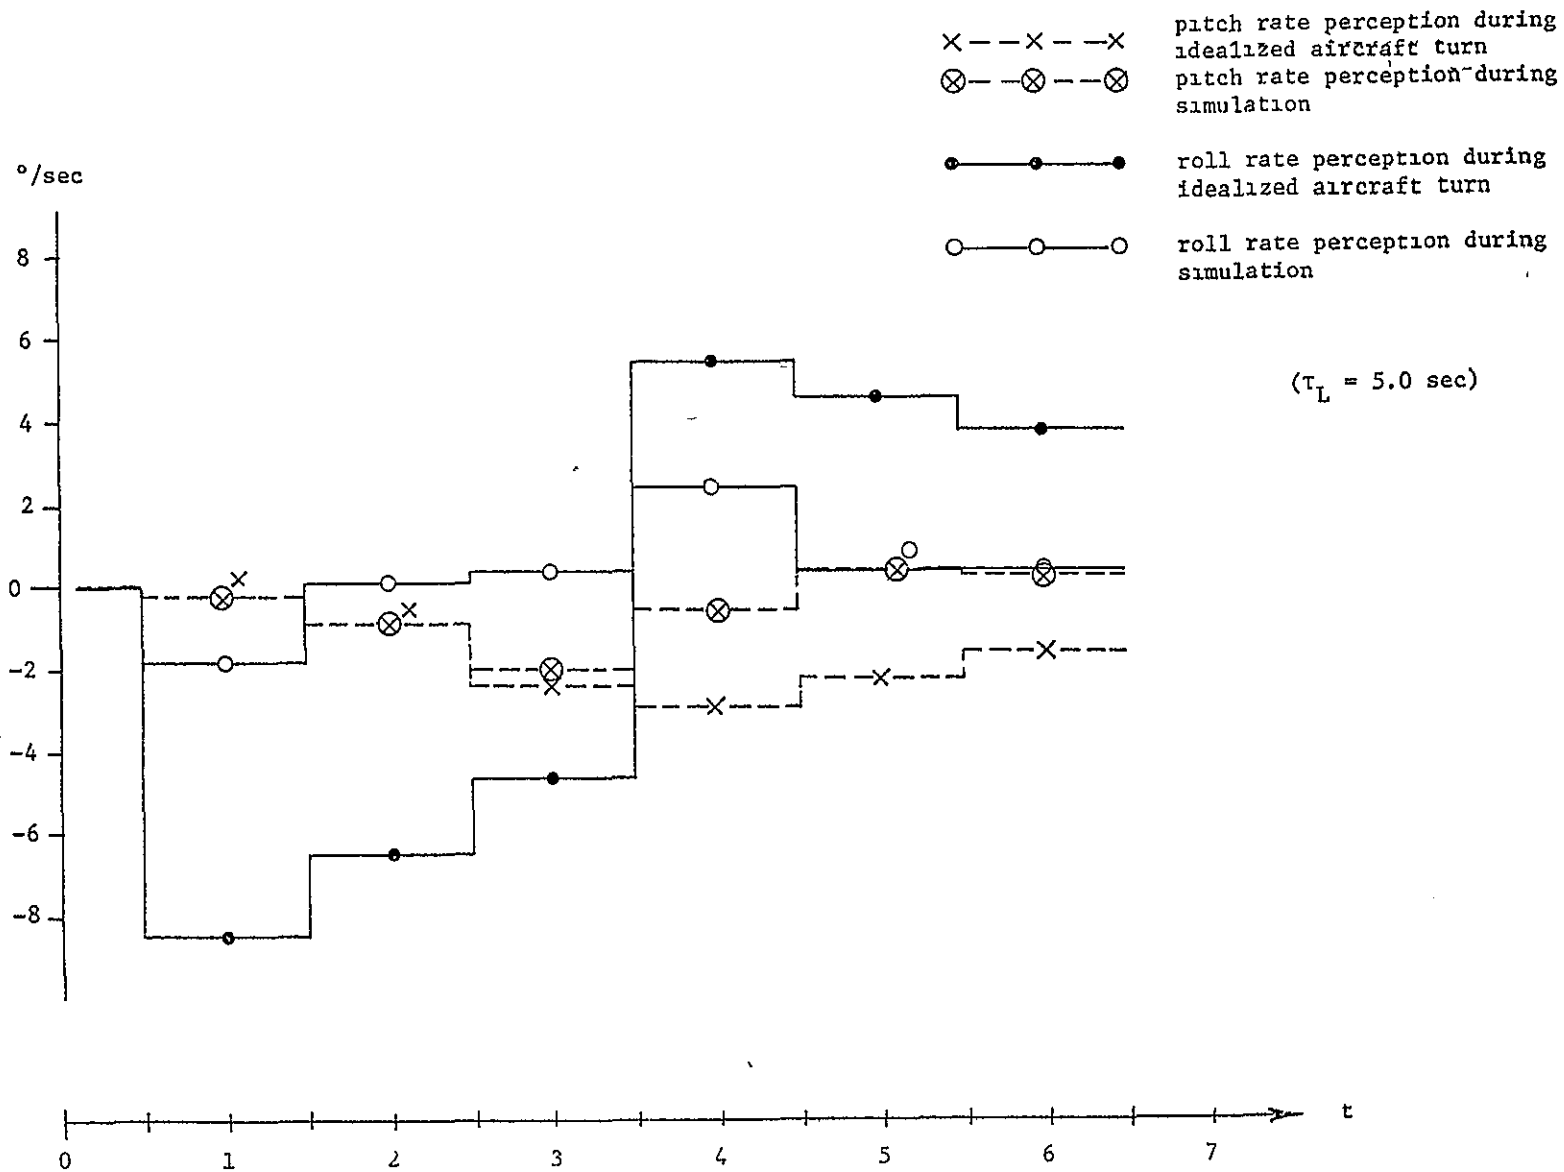 pitch rate perception during
idealized aircraft turn
pitch rate perception during
simulation
roll rate perception during
idealized aircraft turn
roll rate perception during
simulation
°/sec
8
6
4
2
0
-2
-4
-6
-8
(τL = 5.0 sec)
t
0 1 2 3 4 5 6 7